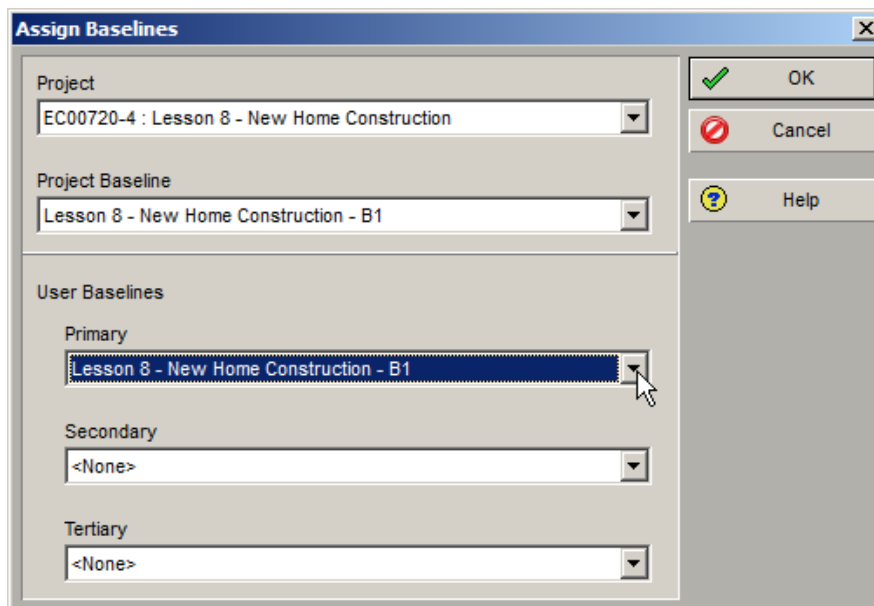 Assign Baselines
Project
EC00720-4 : Lesson 8 - New Home Construction
Project Baseline
Lesson 8 - New Home Construction - B1
User Baselines
Primary
Lesson 8 - New Home Construction - B1
Secondary
<None>
Tertiary
<None>
OK
Cancel
Help